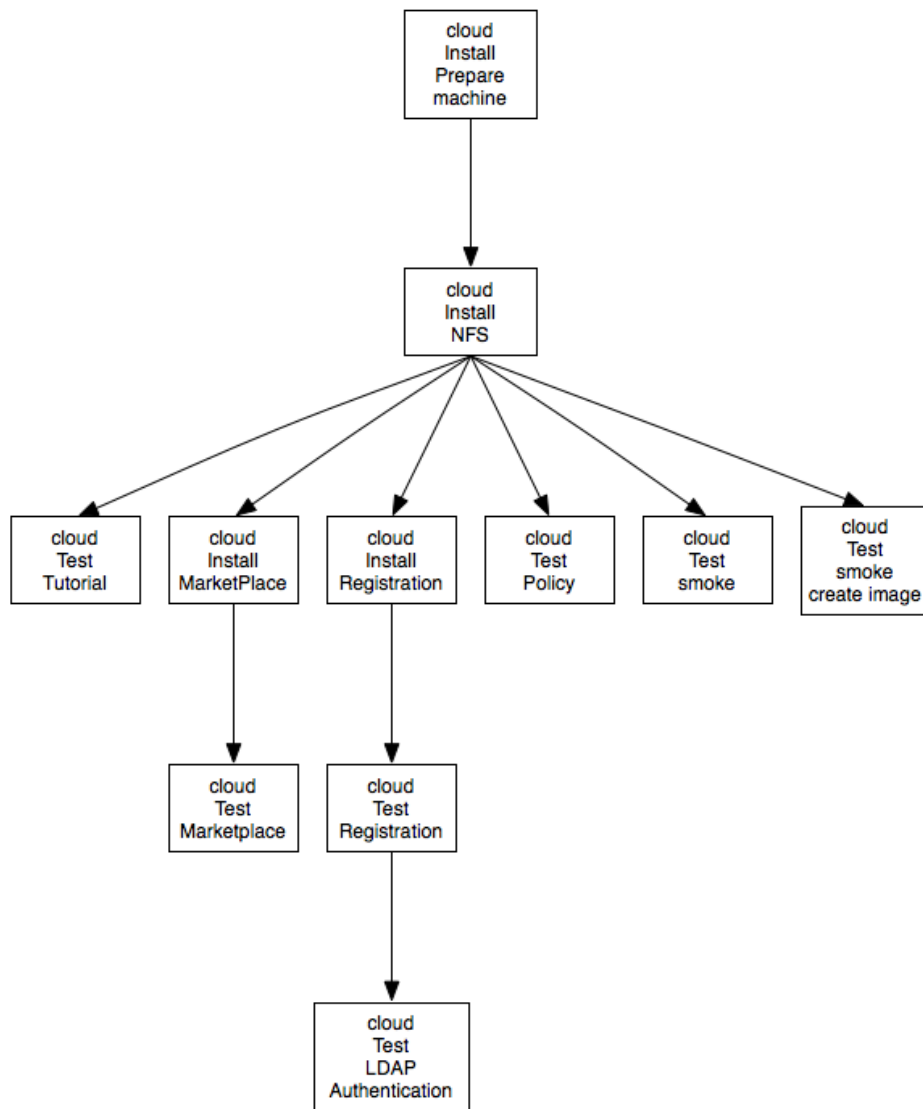 cloud
Install
Prepare
machine
cloud
Install
NFS
cloud
Test
Tutorial
cloud
Install
MarketPlace
cloud
Install
Registration
cloud
Test
Policy
cloud
Test
smoke
cloud
Test
smoke
create image
cloud
Test
Marketplace
cloud
Test
Registration
cloud
Test
LDAP
Authentication